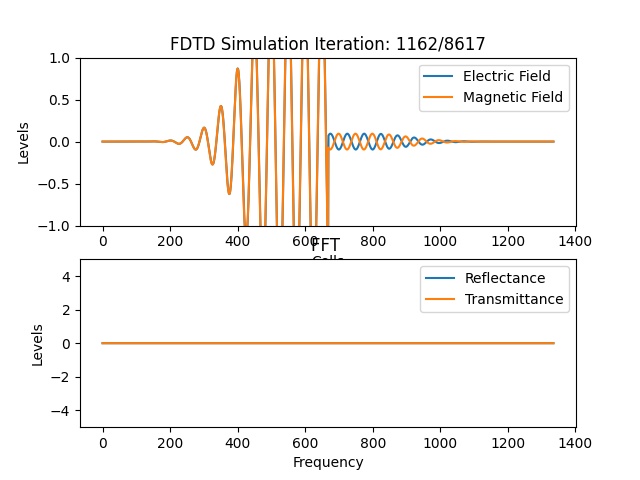 FDTD Simulation Iteration: 1162/8617
1.0
0.5
0.0
−0.5
−1.0
Levels
Electric Field
Magnetic Field
0 200 400 600 800 1000 1200 1400
Cells
FFT
4
2
0
−2
−4
Levels
Reflectance
Transmittance
0 200 400 600 800 1000 1200 1400
Frequency